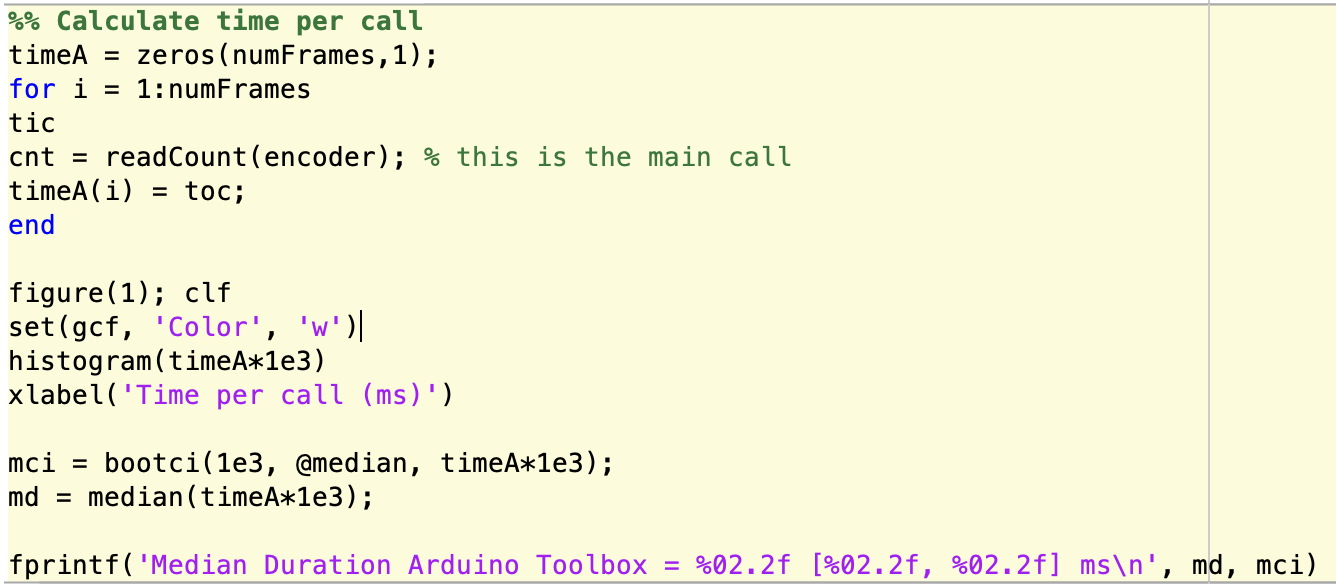 %% Calculate time per call
timeA = zeros(numFrames,1);
for i = 1:numFrames
tic
cnt = readCount(encoder); % this is the main call
timeA(i) = toc;
end
figure(1); clf
set(gcf, 'Color', 'w')
histogram(timeA*1e3)
xlabel('Time per call (ms)')
mci = bootci(1e3, @median, timeA*1e3);
md = median(timeA*1e3);
fprintf('Median Duration Arduino Toolbox = %02.2f [%02.2f, %02.2f] ms\n', md, mci)